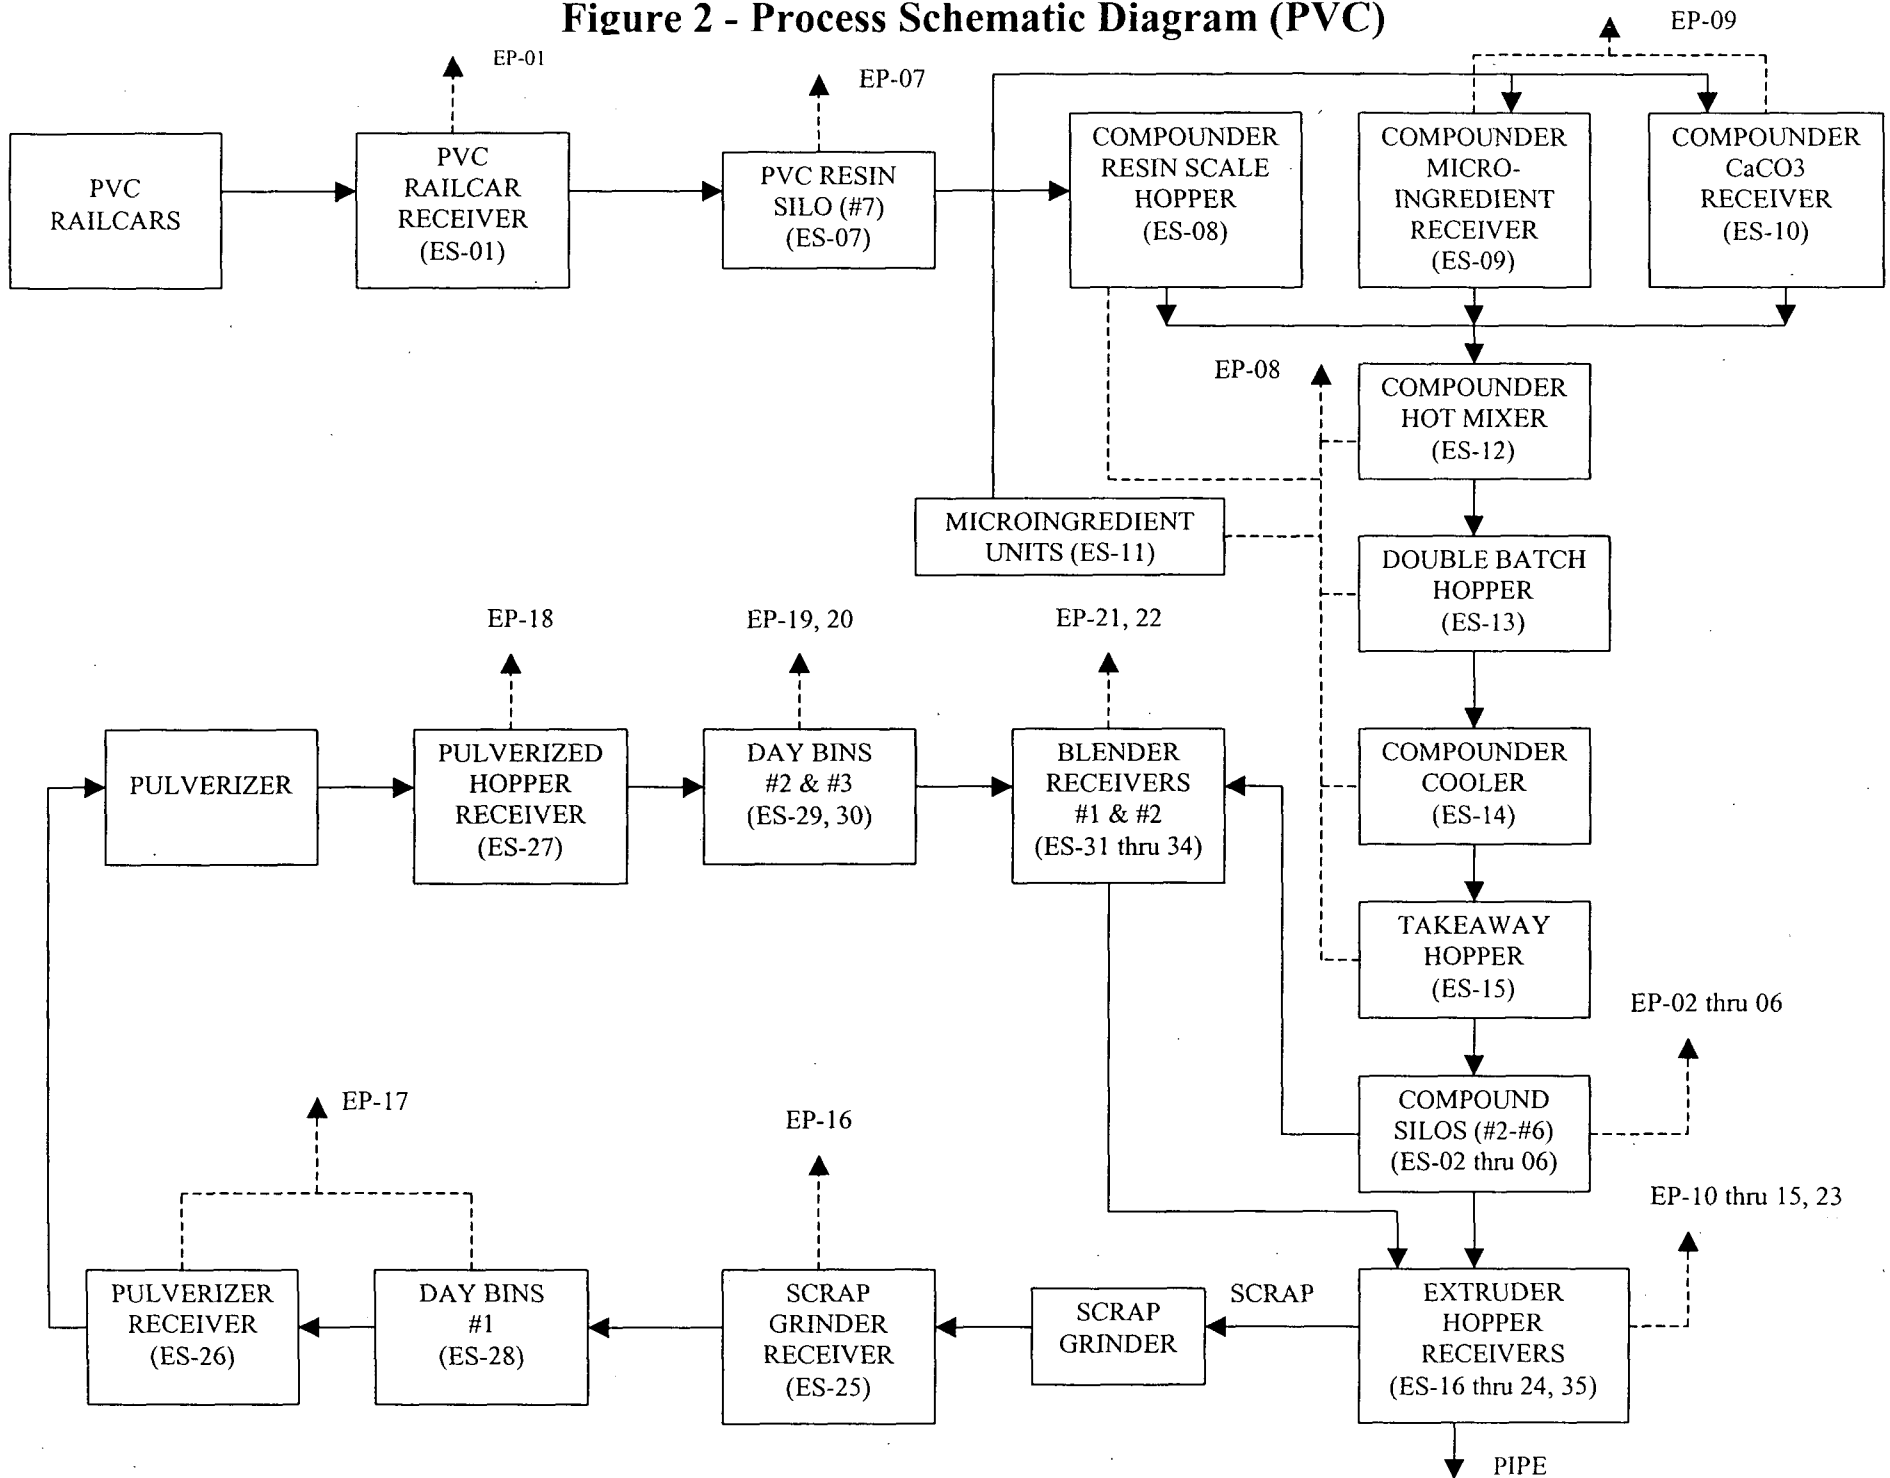 Figure 2 - Process Schematic Diagram (PVC)
EP-01
EP-07
EP-09
PVC
RAILCARS
PVC
RAILCAR
RECEIVER
(ES-01)
PVC RESIN
SILO (#7)
(ES-07)
COMPOUNDER
RESIN SCALE
HOPPER
(ES-08)
COMPOUNDER
MICRO-
INGREDIENT
RECEIVER
(ES-09)
COMPOUNDER
CaCO3
RECEIVER
(ES-10)
EP-08
COMPOUNDER
HOT MIXER
(ES-12)
MICROINGREDIENT
UNITS (ES-11)
DOUBLE BATCH
HOPPER
(ES-13)
EP-18
EP-19, 20
EP-21, 22
PULVERIZER
PULVERIZED
HOPPER
RECEIVER
(ES-27)
DAY BINS
#2 & #3
(ES-29, 30)
BLENDER
RECEIVERS
#1 & #2
(ES-31 thru 34)
COMPOUNDER
COOLER
(ES-14)
TAKEAWAY
HOPPER
(ES-15)
EP-02 thru 06
COMPOUND
SILOS (#2-#6)
(ES-02 thru 06)
EP-17
EP-16
EP-10 thru 15, 23
PULVERIZER
RECEIVER
(ES-26)
DAY BINS
#1
(ES-28)
SCRAP
GRINDER
RECEIVER
(ES-25)
SCRAP
GRINDER
SCRAP
EXTRUDER
HOPPER
RECEIVERS
(ES-16 thru 24, 35)
PIPE